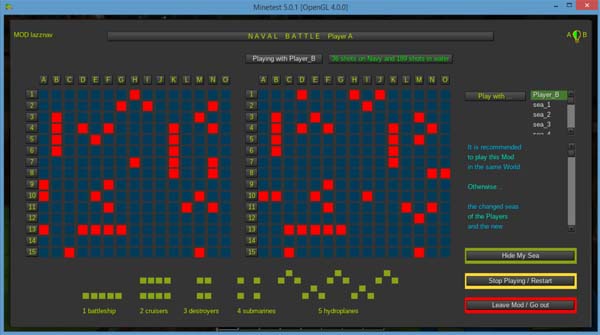 Minetest 5.0.1 [OpenGL 4.0.0]
MOD lazznav
NAVAL BATTLE Player A
A B
Playing with Player_B
36 shots on Navy and 189 shots in water
A B C D E F G H I J K L M N O
A B C D E F G H I J K L M N O
1
2
3
4
5
6
7
8
9
10
11
12
13
14
15
1
2
3
4
5
6
7
8
9
10
11
12
13
14
15
Play with ...
Player_B
sea_1
sea_2
sea_3
sea_4
It is recommended
to play this Mod
in the same World
Otherwise...
the changed seas
of the Players
and the new
Hide My Sea
Stop Playing / Restart
Leave Mod / Go out
1 battleship
2 cruisers
3 destroyers
4 submarines
5 hydroplanes